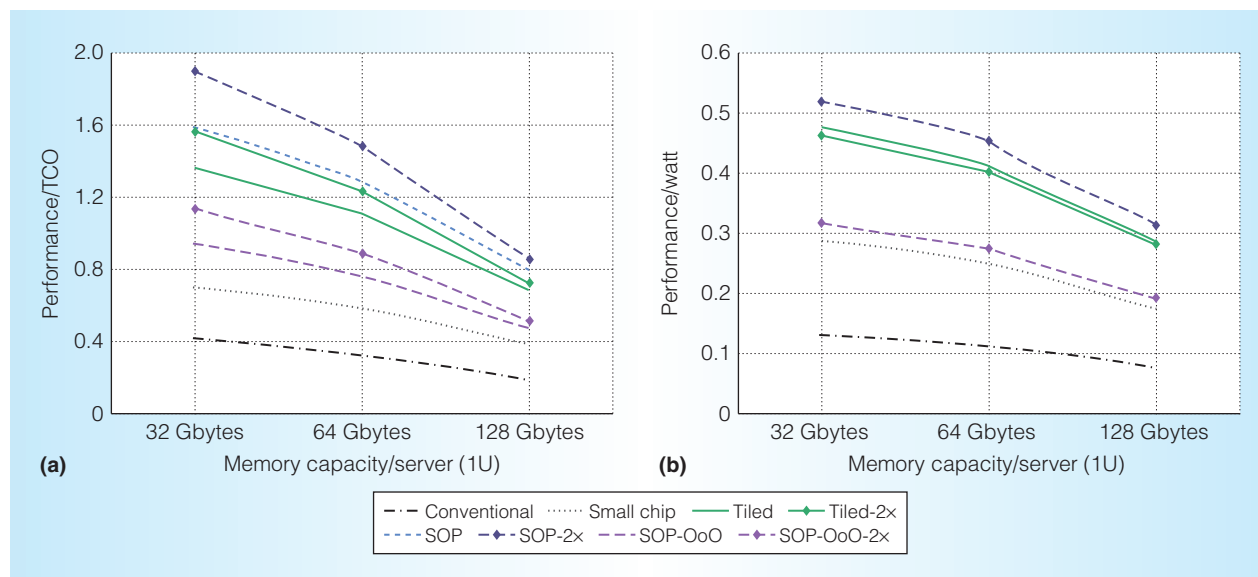 2.0
1.6
1.2
0.8
0.4
0
Performance/TCO
32 Gbytes
64 Gbytes
128 Gbytes
(a)
Memory capacity/server (1U)
0.6
0.5
0.4
0.3
0.2
0.1
0
Performance/watt
32 Gbytes
64 Gbytes
128 Gbytes
(b)
Memory capacity/server (1U)
Conventional Small chip Tiled Tiled-2×
SOP SOP-2× SOP-OoO SOP-OoO-2×